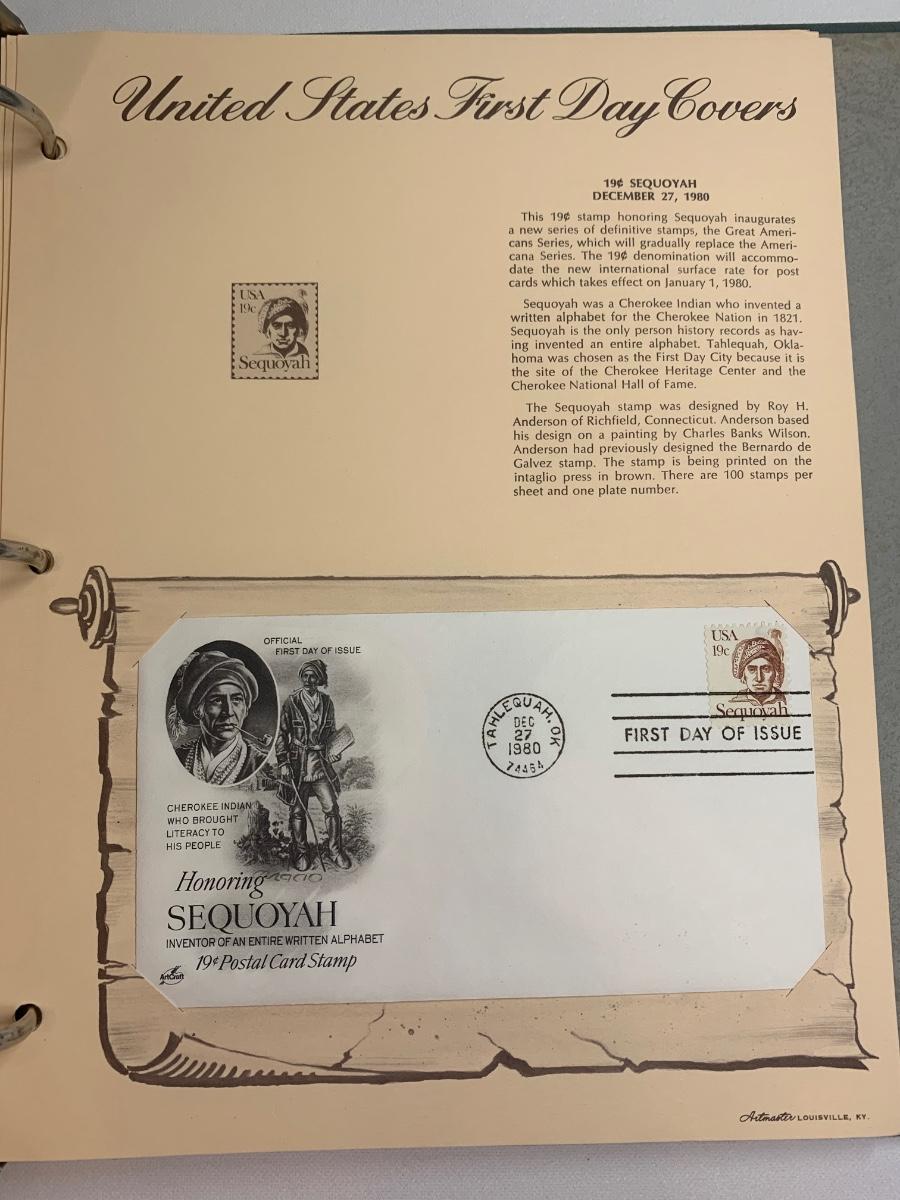 United States First Day Covers
19¢ SEQUOYAH
DECEMBER 27, 1980
This 19¢ stamp honoring Sequoyah inaugurates
a new series of definitive stamps, the Great Ameri-
cans Series, which will gradually replace the Ameri-
cana Series. The 19¢ denomination will accommo-
date the new international surface rate for post
cards which takes effect on January 1, 1980.
Sequoyah was a Cherokee Indian who invented a
written alphabet for the Cherokee Nation in 1821.
Sequoyah is the only person history records as hav-
ing invented an entire alphabet. Tahlequah, Okla-
homa was chosen as the First Day City because it is
the site of the Cherokee Heritage Center and the
Cherokee National Hall of Fame.
The Sequoyah stamp was designed by Roy H.
Anderson of Richfield, Connecticut. Anderson based
his design on a painting by Charles Banks Wilson.
Anderson had previously designed the Bernardo de
Galvez stamp. The stamp is being printed on the
intaglio press in brown. There are 100 stamps per
sheet and one plate number.
USA
19c
Sequoyah
OFFICIAL
FIRST DAY OF ISSUE
CHEROKEE INDIAN
WHO BROUGHT
LITERACY TO
HIS PEOPLE
Honoring
SEQUOYAH
INVENTOR OF AN ENTIRE WRITTEN ALPHABET
19¢ Postal Card Stamp
ArtCraft
TAHLEQUAH, OK
DEC
27
1980
74464
USA
19c
Sequoyah
FIRST DAY OF ISSUE
Artmaster LOUISVILLE, KY.